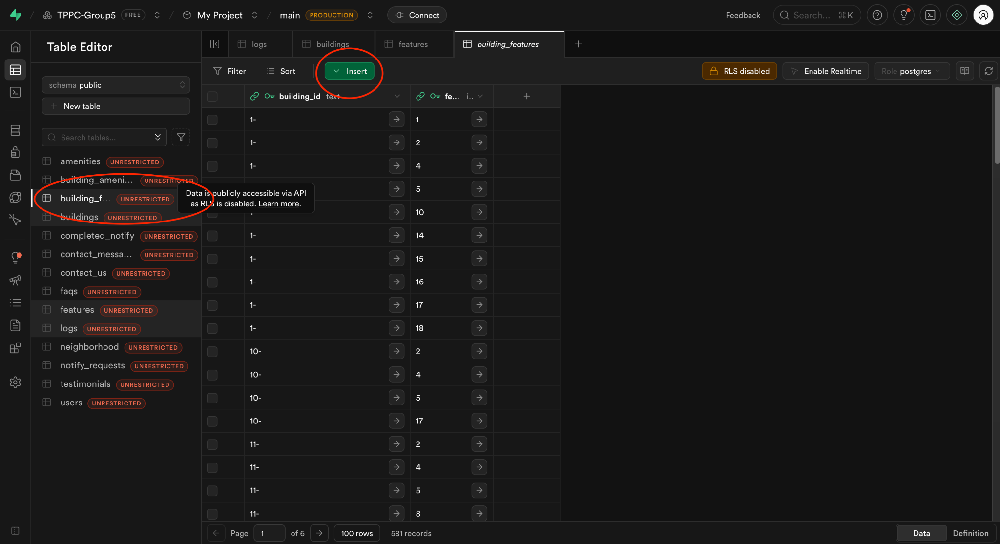 TPPC-Group5 FREE
My Project
main PRODUCTION
Connect
Feedback
Search... ⌘ K
Table Editor
logs
buildings
features
building_features
Filter
Sort
Insert
RLS disabled
Enable Realtime
Role postgres
schema public
New table
Search tables...
amenities UNRESTRICTED
building_ameni... UNRESTRICTED
building_f... UNRESTRICTED
buildings UNRESTRICTED
completed_notify UNRESTRICTED
contact_messa... UNRESTRICTED
contact_us UNRESTRICTED
faqs UNRESTRICTED
features UNRESTRICTED
logs UNRESTRICTED
neighborhood UNRESTRICTED
notify_requests UNRESTRICTED
testimonials UNRESTRICTED
users UNRESTRICTED
Data is publicly accessible via API
as RLS is disabled. Learn more.
building_id text fe... i..
1- 1
1- 2
1- 4
5
10
1- 14
1- 15
1- 16
1- 17
1- 18
10- 2
10- 4
10- 5
10- 17
11- 2
11- 4
11- 5
11- 8
Page 1 of 6
100 rows
581 records
Data
Definition